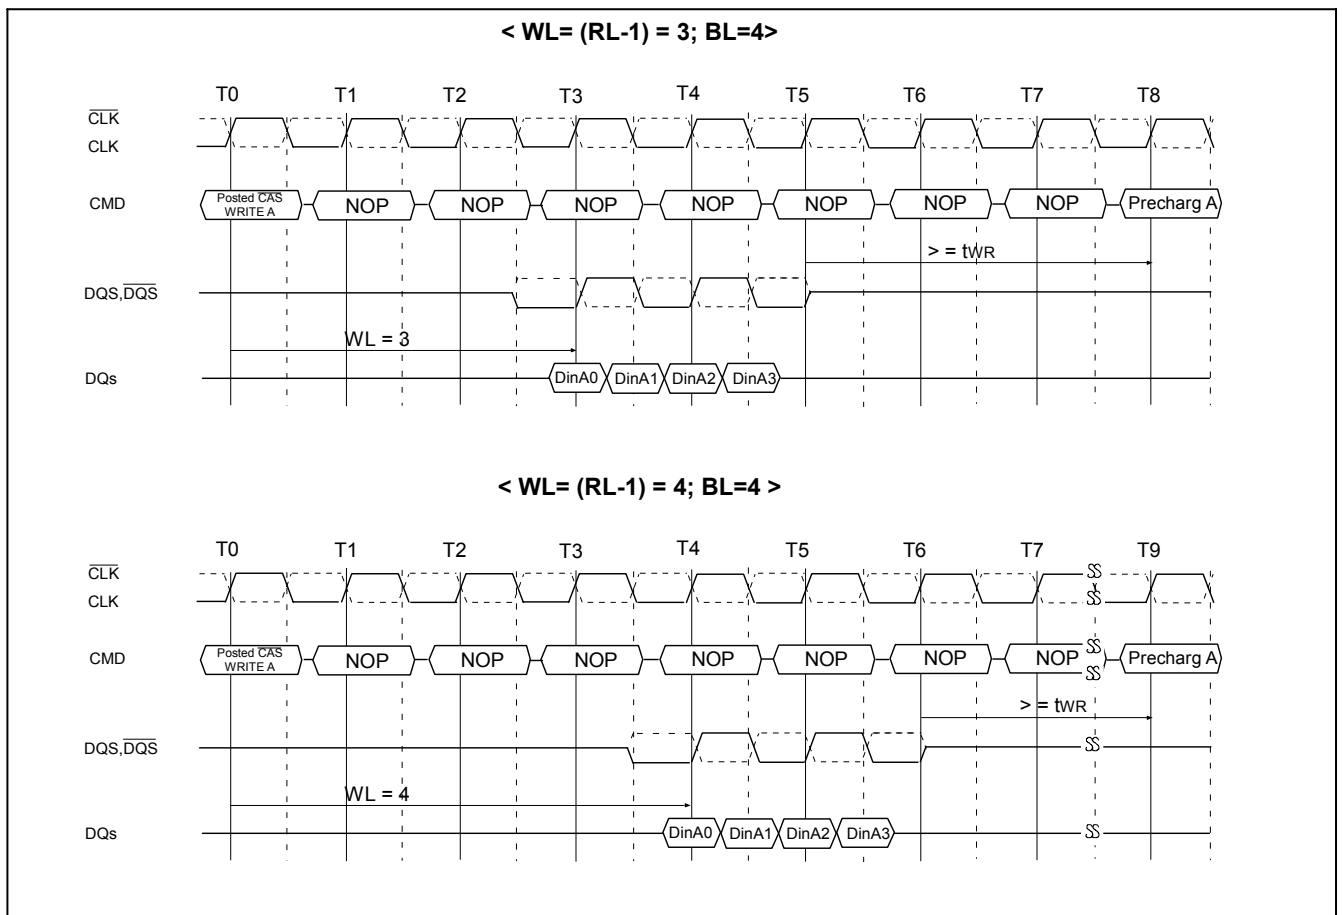 < WL= (RL-1) = 3; BL=4>
T0 T1 T2 T3 T4 T5 T6 T7 T8
CLK
CLK
CMD
Posted CAS
WRITE A
NOP NOP NOP NOP NOP NOP NOP Precharg A
> = tWR
DQS,DQS
WL = 3
DQs
DinA0 DinA1 DinA2 DinA3
< WL= (RL-1) = 4; BL=4 >
T0 T1 T2 T3 T4 T5 T6 T7 T9
CLK
CLK
CMD
Posted CAS
WRITE A
NOP NOP NOP NOP NOP NOP NOP Precharg A
> = tWR
DQS,DQS
WL = 4
DQs
DinA0 DinA1 DinA2 DinA3